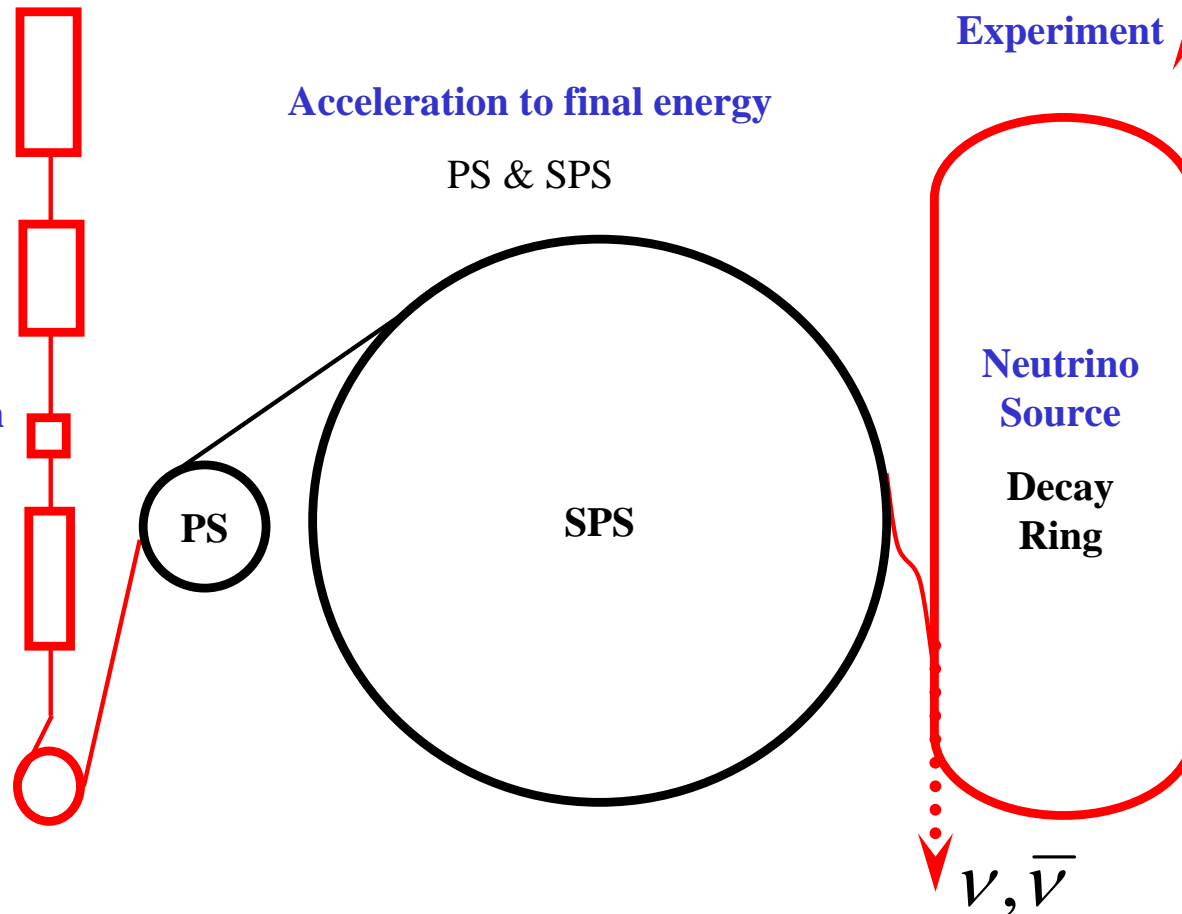 Experiment
Acceleration to final energy
PS & SPS
Neutrino
Source
Decay
Ring
PS
SPS
ν, ν̅